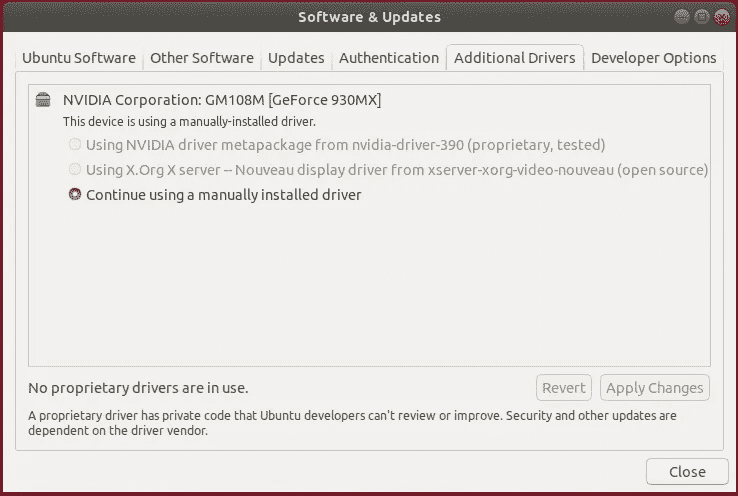 Software & Updates
Ubuntu Software Other Software Updates Authentication Additional Drivers Developer Options
NVIDIA Corporation: GM108M [GeForce 930MX]
This device is using a manually-installed driver.
Using NVIDIA driver metapackage from nvidia-driver-390 (proprietary, tested)
Using X.Org X server -- Nouveau display driver from xserver-xorg-video-nouveau (open source)
Continue using a manually installed driver
No proprietary drivers are in use.
Revert Apply Changes
A proprietary driver has private code that Ubuntu developers can't review or improve. Security and other updates are
dependent on the driver vendor.
Close